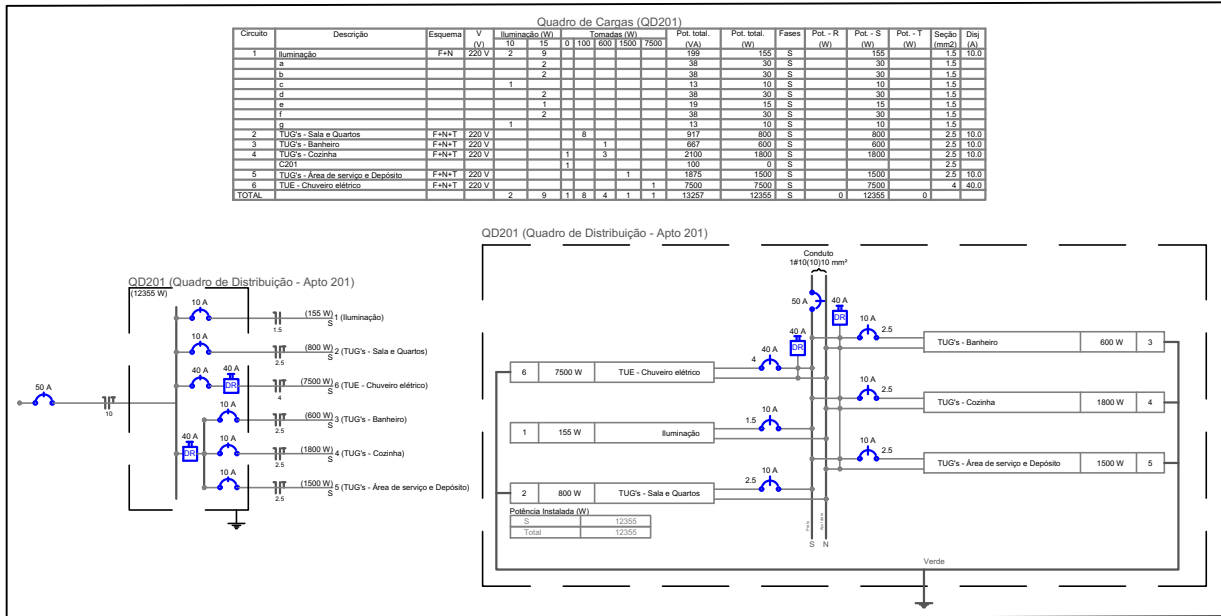 Quadro de Cargas (QD201)
Circuito Descrição Esquema V Iluminação (W) Tomadas (W) Pot. total. Pot. total. Fases Pot. - R Pot. - S Pot. - T Seção Disj
(V) 10 15 0 100 600 1500 7500 (VA) (W) (W) (W) (W) (mm2) (A)
1 Iluminação F+N 220 V 2 9 199 155 S 155 1.5 10.0
a 2 38 30 S 30 1.5
b 2 38 30 S 30 1.5
c 1 13 10 S 10 1.5
d 2 38 30 S 30 1.5
e 1 19 15 S 15 1.5
f 2 38 30 S 30 1.5
g 1 13 10 S 10 1.5
2 TUG's - Sala e Quartos F+N+T 220 V 8 917 800 S 800 2.5 10.0
3 TUG's - Banheiro F+N+T 220 V 1 667 600 S 600 2.5 10.0
4 TUG's - Cozinha F+N+T 220 V 1 3 2100 1800 S 1800 2.5 10.0
C201 1 100 0 S 2.5
5 TUG's - Área de serviço e Depósito F+N+T 220 V 1 1875 1500 S 1500 2.5 10.0
6 TUE - Chuveiro elétrico F+N+T 220 V 1 7500 7500 S 7500 4 40.0
TOTAL 2 9 1 8 4 1 1 13257 12355 S 0 12355 0
QD201 (Quadro de Distribuição - Apto 201)
(12355 W)
50 A
10
10 A
1.5
(155 W)
S
1 (Iluminação)
10 A
2.5
(800 W)
S
2 (TUG's - Sala e Quartos)
40 A
40 A
DR
4
(7500 W)
S
6 (TUE - Chuveiro elétrico)
10 A
2.5
(600 W)
S
3 (TUG's - Banheiro)
40 A
DR
10 A
2.5
(1800 W)
S
4 (TUG's - Cozinha)
10 A
2.5
(1500 W)
S
5 (TUG's - Área de serviço e Depósito)
QD201 (Quadro de Distribuição - Apto 201)
Conduto
1#10(10)10 mm²
50 A
40 A
DR
40 A
DR
6 7500 W TUE - Chuveiro elétrico
4
40 A
1 155 W Iluminação
1.5
10 A
2 800 W TUG's - Sala e Quartos
2.5
10 A
10 A
2.5
TUG's - Banheiro 600 W 3
10 A
2.5
TUG's - Cozinha 1800 W 4
10 A
2.5
TUG's - Área de serviço e Depósito 1500 W 5
Potência Instalada (W)
S 12355
Total 12355
S N
Verde